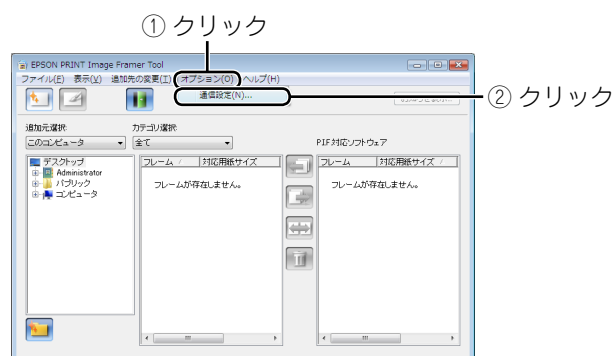 ① クリック
EPSON PRINT Image Framer Tool
ファイル(F) 表示(V) 追加先の変更(T) オプション(O) ヘルプ(H)
通信設定(N)...
② クリック
追加元選択: カテゴリ選択:
このコンピュータ 全て PIF対応ソフトウェア
デスクトップ フレーム 対応用紙サイズ フレーム 対応用紙サイズ
Administrator
パブリック フレームが存在しません。 フレームが存在しません。
コンピュータ